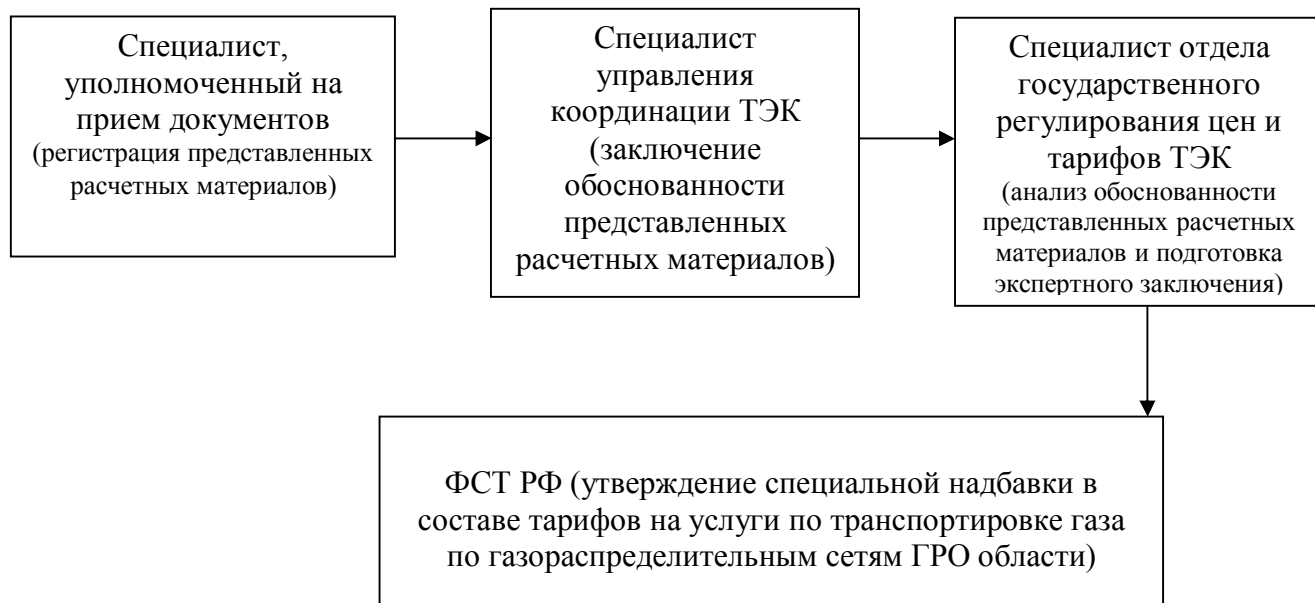 Специалист,
уполномоченный на
прием документов
(регистрация представленных
расчетных материалов)
Специалист
управления
координации ТЭК
(заключение
обоснованности
представленных
расчетных материалов)
Специалист отдела
государственного
регулирования цен и
тарифов ТЭК
(анализ обоснованности
представленных расчетных
материалов и подготовка
экспертного заключения)
ФСТ РФ (утверждение специальной надбавки в
составе тарифов на услуги по транспортировке газа
по газораспределительным сетям ГРО области)